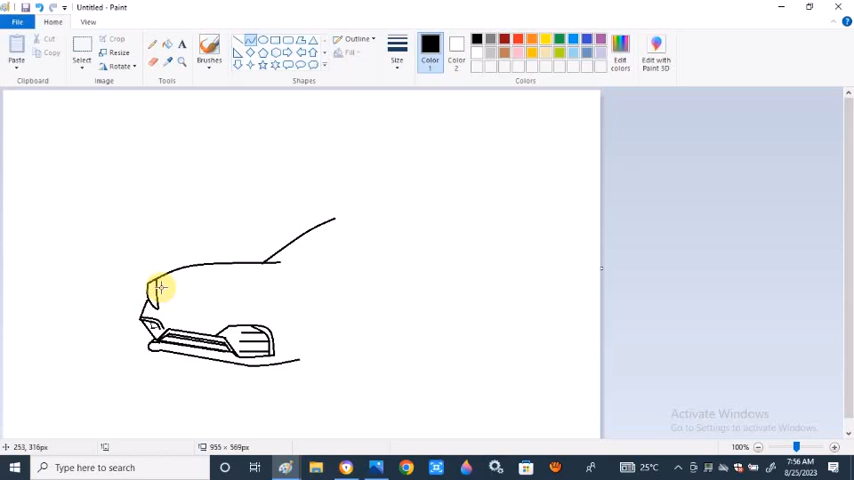 Untitled - Paint
File Home View
Paste
Cut
Copy
Clipboard
Select
Crop
Resize
Rotate
Image
A
Tools
Brushes
Outline
Fill
Shapes
Size
Color 1
Color 2
Edit colors
Colors
Edit with Paint 3D
Activate Windows
Go to Settings to activate Windows.
253, 316px
955 × 569px
100%
Type here to search
25°C
7:56 AM
8/25/2023